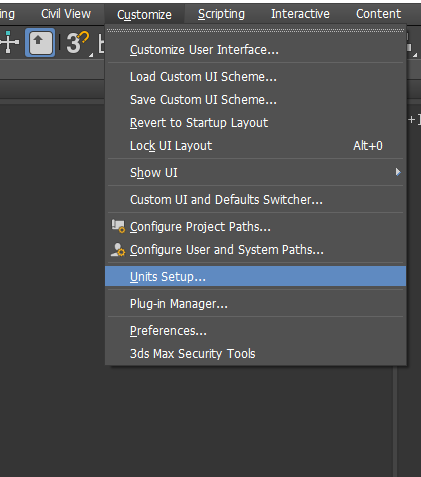 ing Civil View Customize Scripting Interactive Content
3
Customize User Interface...
Load Custom UI Scheme...
Save Custom UI Scheme...
Revert to Startup Layout
Lock UI Layout Alt+0
Show UI
Custom UI and Defaults Switcher...
Configure Project Paths...
Configure User and System Paths...
Units Setup...
Plug-in Manager...
Preferences...
3ds Max Security Tools
+]